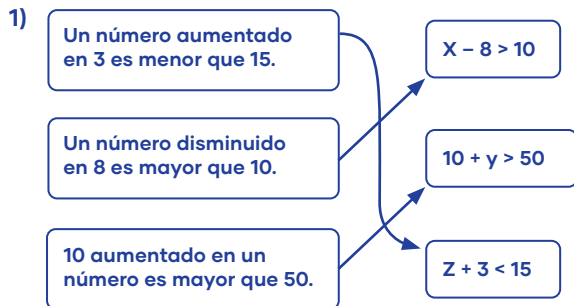 1)
Un número aumentado
en 3 es menor que 15.
X – 8 > 10
Un número disminuido
en 8 es mayor que 10.
10 + y > 50
10 aumentado en un
número es mayor que 50.
Z + 3 < 15